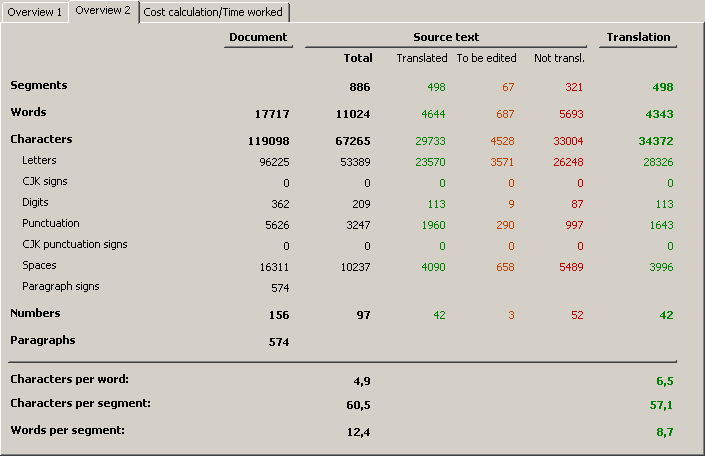 Overview 1 Overview 2 Cost calculation/Time worked
Document Source text Translation
Total Translated To be edited Not transl.
Segments 886 498 67 321 498
Words 17717 11024 4644 687 5693 4343
Characters 119098 67265 29733 4528 33004 34372
Letters 96225 53389 23570 3571 26248 28326
CJK signs 0 0 0 0 0 0
Digits 362 209 113 9 87 113
Punctuation 5626 3247 1960 290 997 1643
CJK punctuation signs 0 0 0 0 0 0
Spaces 16311 10237 4090 658 5489 3996
Paragraph signs 574
Numbers 156 97 42 3 52 42
Paragraphs 574
Characters per word: 4,9 6,5
Characters per segment: 60,5 57,1
Words per segment: 12,4 8,7